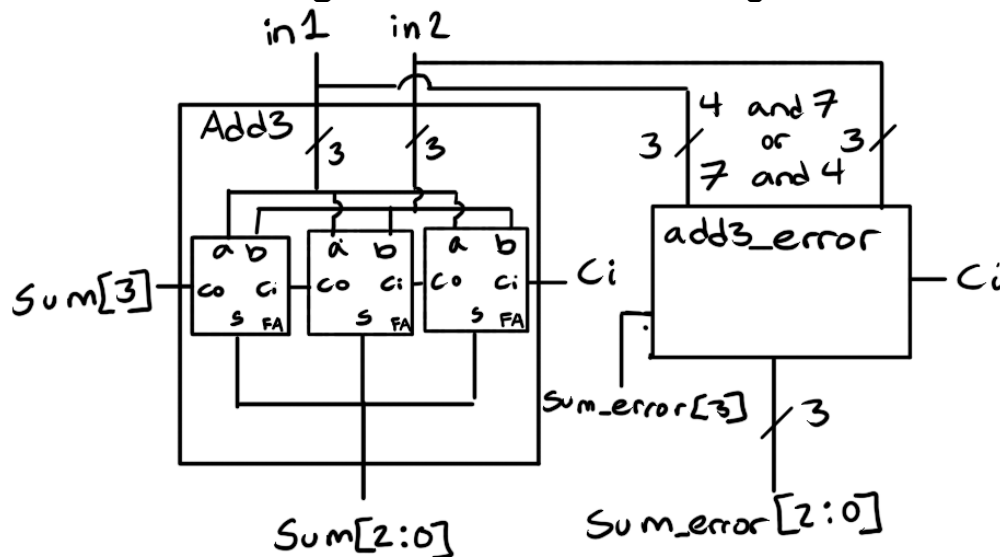 in1 in2
Add3
3 3
4 and 7
3 or 3
7 and 4
a b a b a b
Co Ci Co Ci Co Ci
S FA S FA S FA
Sum[3]
Ci
Sum[2:0]
add3_error
Ci
Sum_error[3]
3
Sum_error[2:0]